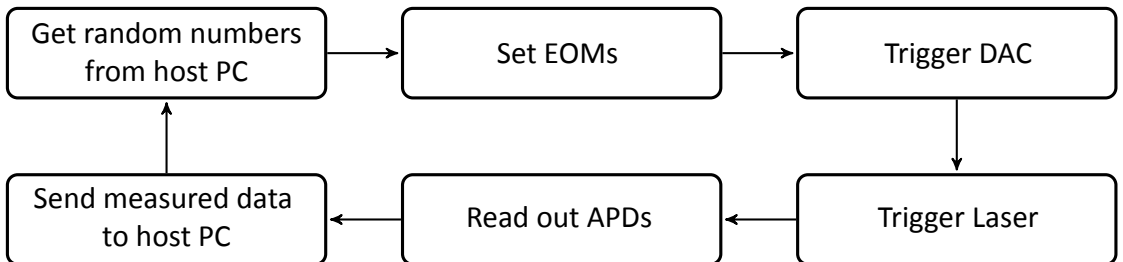 Get random numbers
from host PC
Set EOMs
Trigger DAC
Send measured data
to host PC
Read out APDs
Trigger Laser